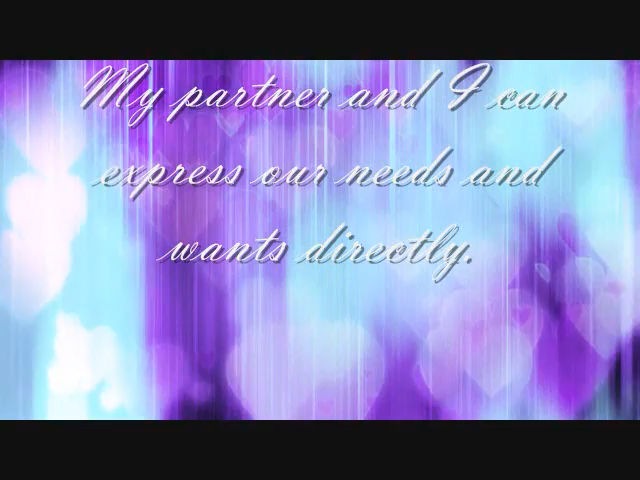 My partner and I can
express our needs and
wants directly.